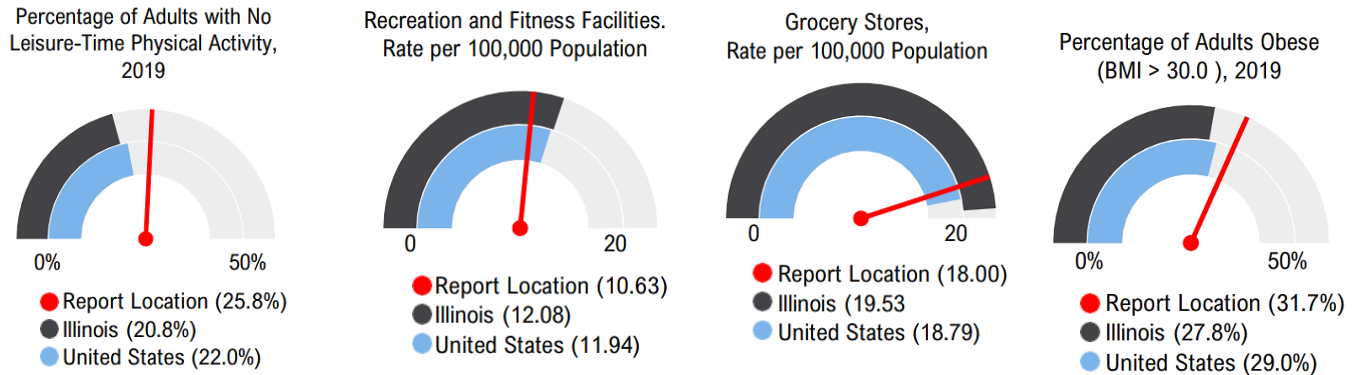 Percentage of Adults with No
Leisure-Time Physical Activity,
2019
0%
50%
Report Location (25.8%)
Illinois (20.8%)
United States (22.0%)
Recreation and Fitness Facilities.
Rate per 100,000 Population
0
20
Report Location (10.63)
Illinois (12.08)
United States (11.94)
Grocery Stores,
Rate per 100,000 Population
0
20
Report Location (18.00)
Illinois (19.53
United States (18.79)
Percentage of Adults Obese
(BMI > 30.0 ), 2019
0%
50%
Report Location (31.7%)
Illinois (27.8%)
United States (29.0%)